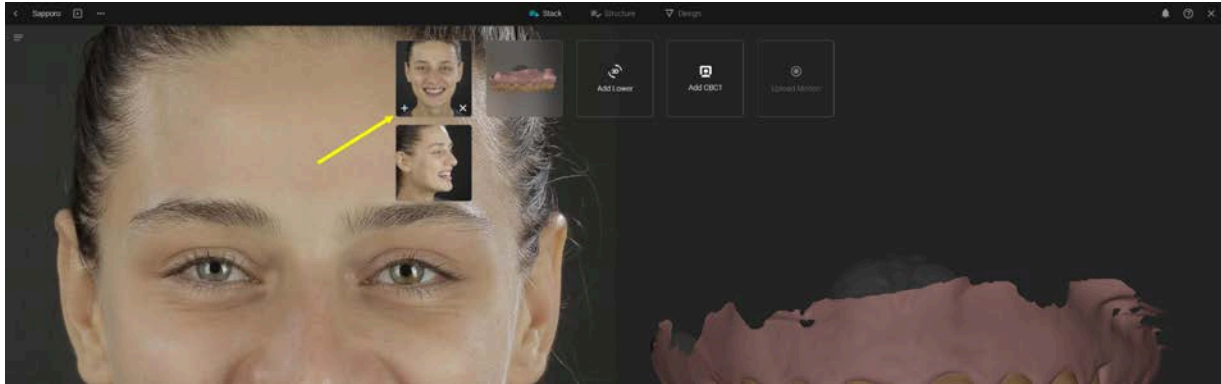 Sapporo
Stack
Structure
Design
Add Lower
Add CBCT
Upload Motion